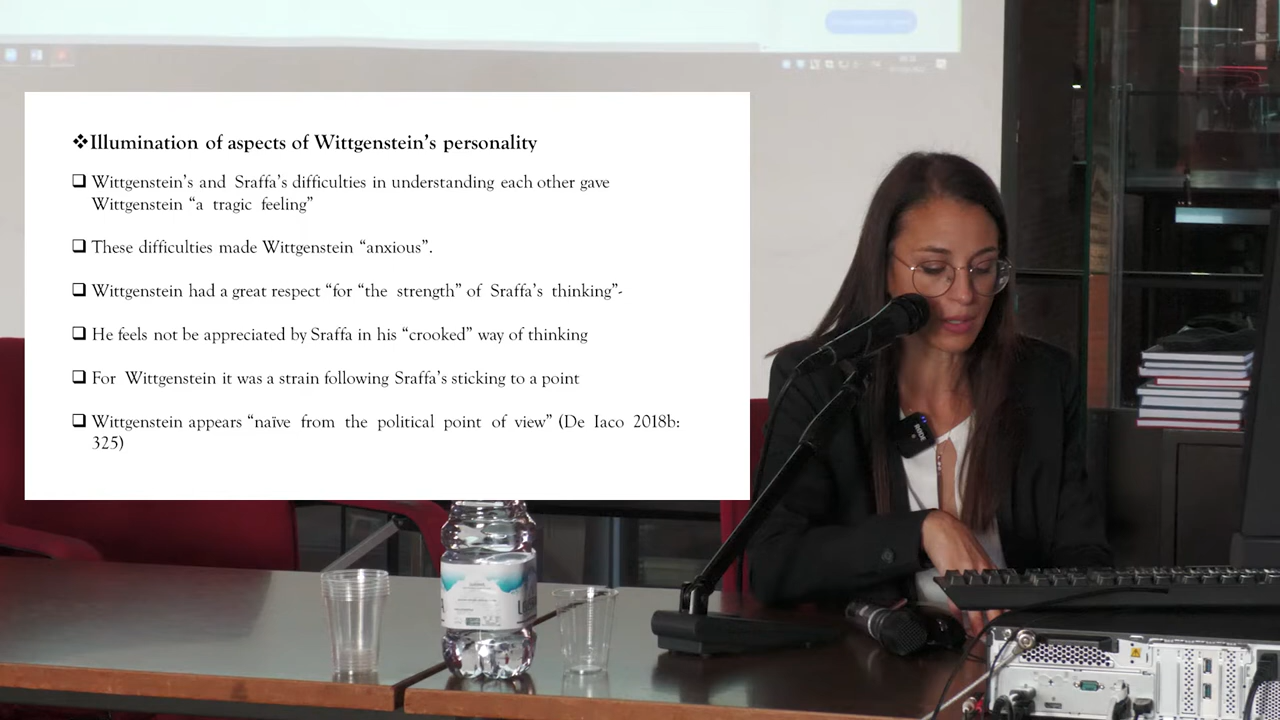 ❖Illumination of aspects of Wittgenstein's personality
❑ Wittgenstein's and Sraffa's difficulties in understanding each other gave
Wittgenstein “a tragic feeling”
❑ These difficulties made Wittgenstein “anxious”.
❑ Wittgenstein had a great respect “for “the strength” of Sraffa's thinking”-
❑ He feels not be appreciated by Sraffa in his “crooked” way of thinking
❑ For Wittgenstein it was a strain following Sraffa's sticking to a point
❑ Wittgenstein appears “naïve from the political point of view” (De Iaco 2018b:
325)